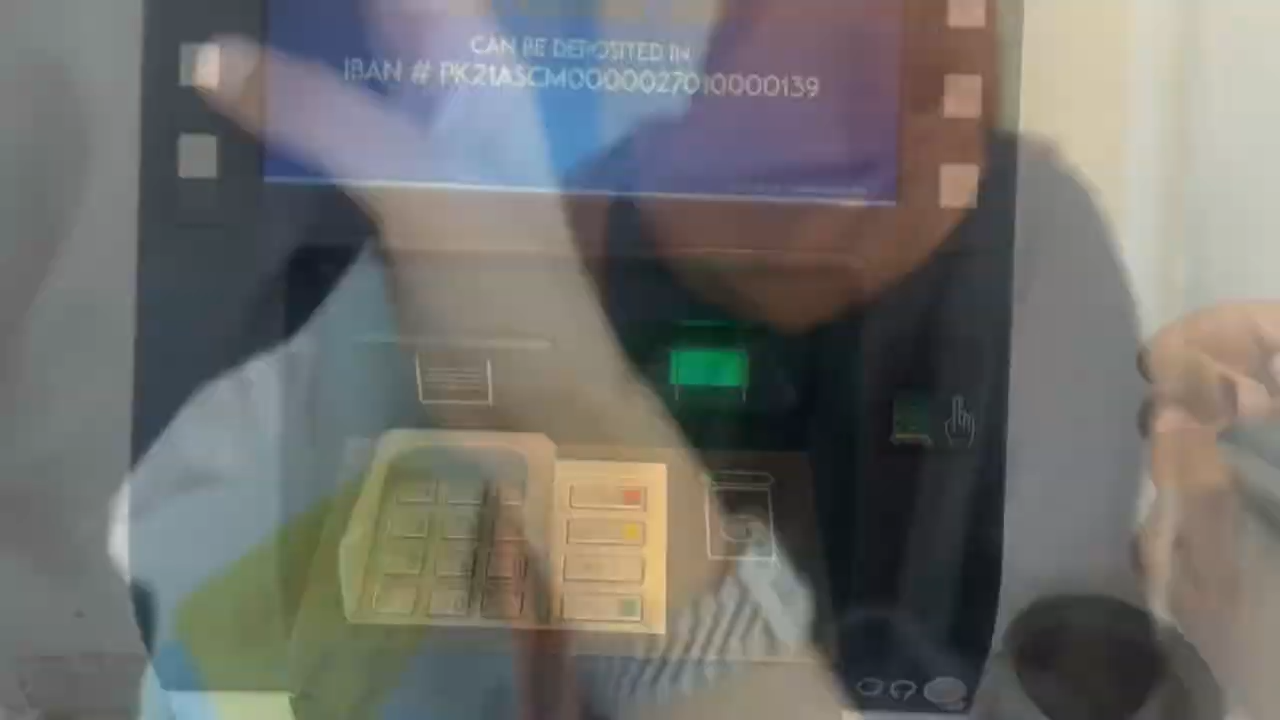 CAN BE DEPOSITED IN
IBAN # PK21ASCM0000027010000139